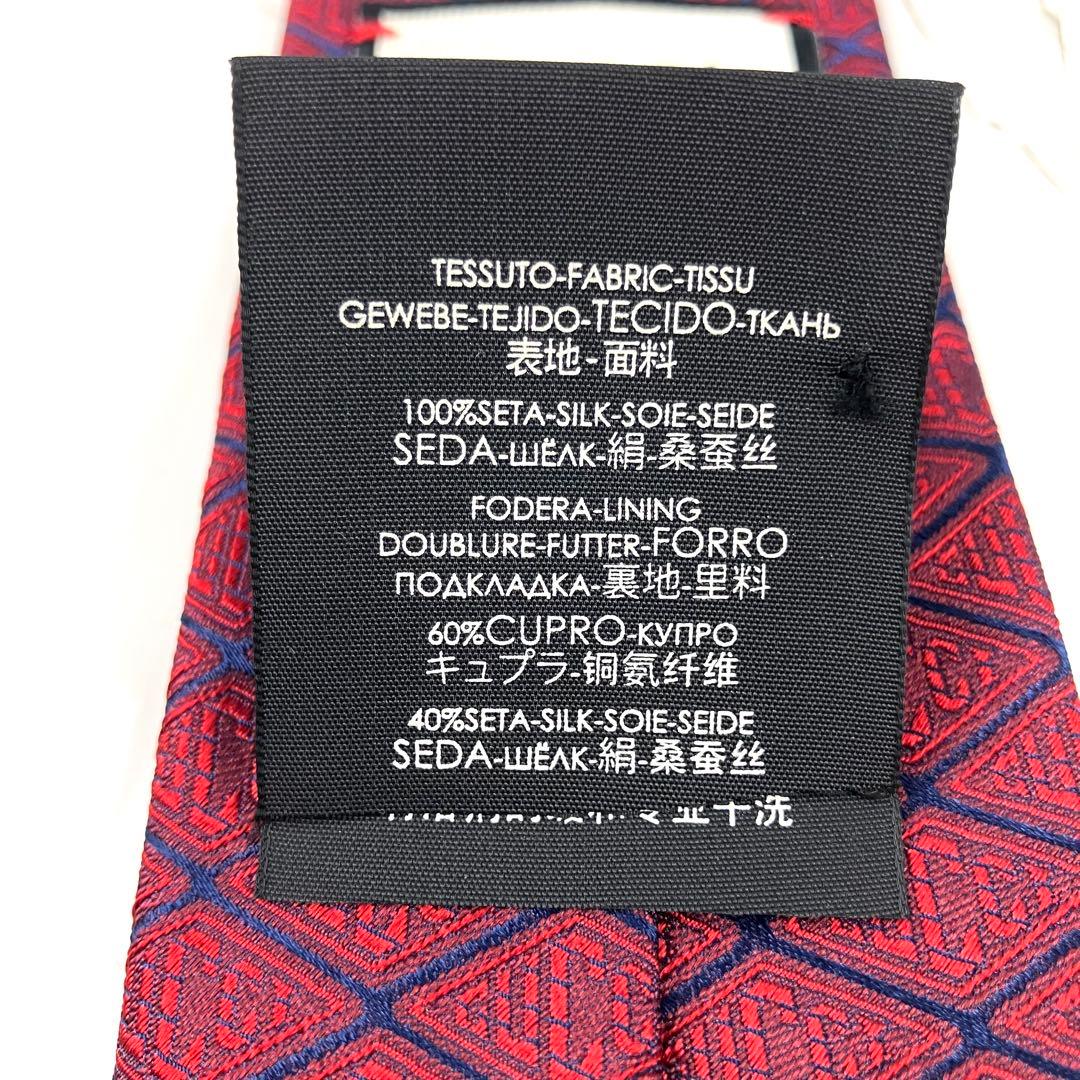 TESSUTO-FABRIC-TISSU
GEWEBE-TEJIDO-TECIDO-ТКАНЬ
表地-面料
100%SETA-SILK-SOIE-SEIDE
SEDA-ШЁЛК-絹-桑蚕丝
FODERA-LINING
DOUBLURE-FUTTER-FORRO
ПОДКЛАДКА-裏地-里料
60%CUPRO-КУПРО
キュプラ-铜氨纤维
40%SETA-SILK-SOIE-SEIDE
SEDA-ШЁЛК-絹-桑蚕丝
干洗